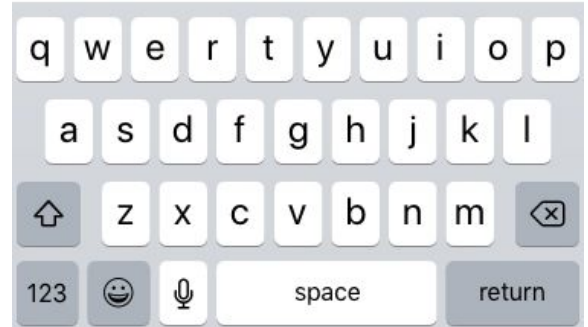 q w e r t y u i o p
a s d f g h j k l
z x c v b n m
123 space return